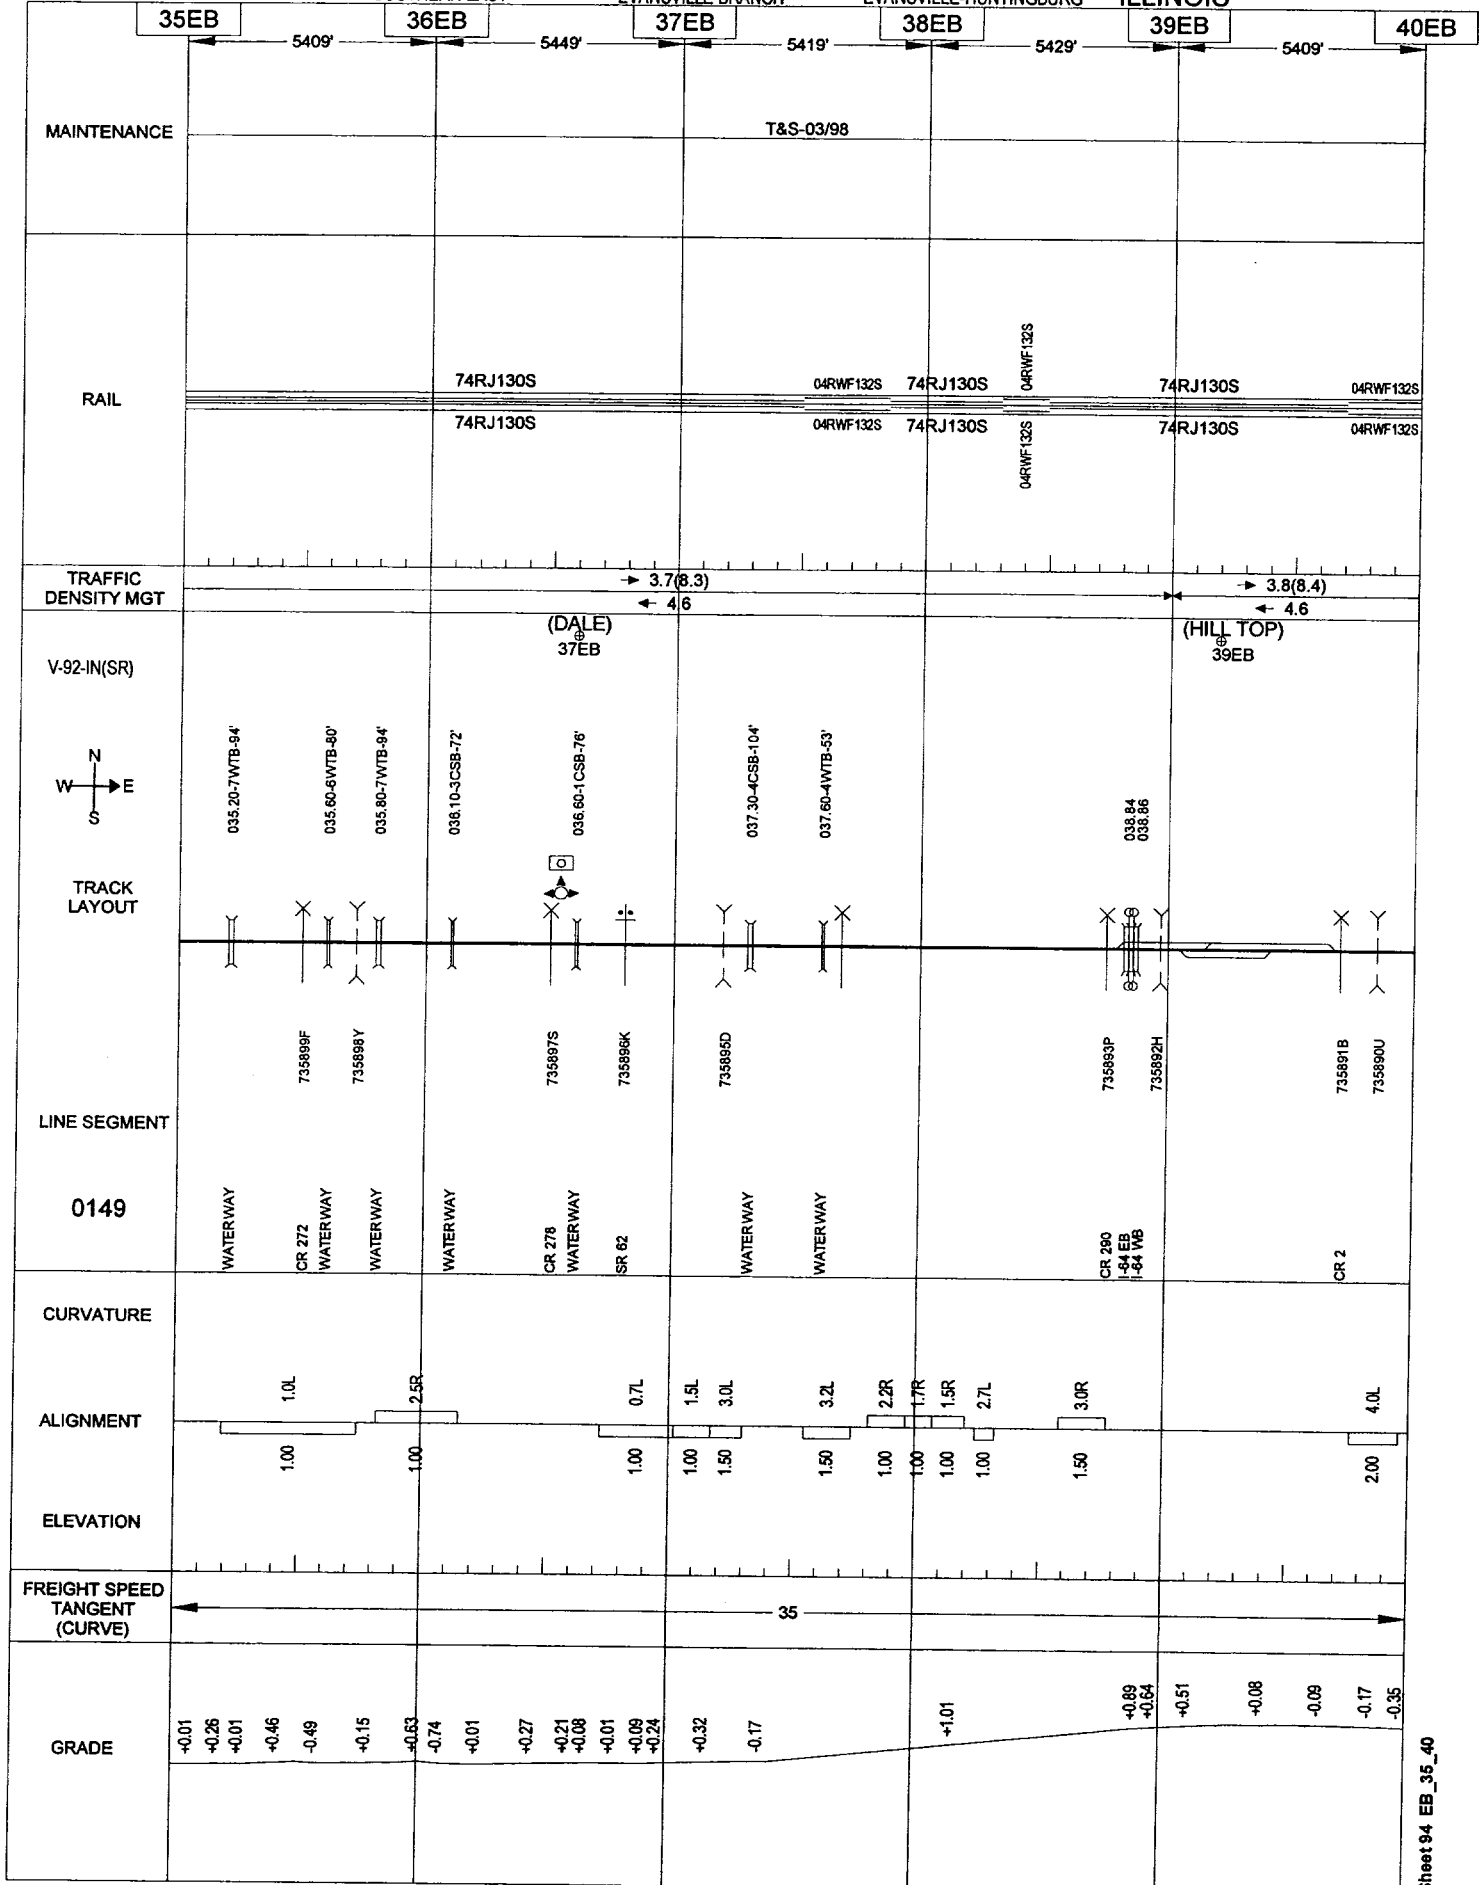 EVANSVILLE-HUNTINGBURG ILLINOIS
35EB 36EB 37EB 38EB 39EB 40EB
5409' 5449' 5419' 5429' 5409'
MAINTENANCE
T&S-03/98
RAIL
74RJ130S 04RWF132S 74RJ130S 04RWF132S 74RJ130S 04RWF132S
74RJ130S 04RWF132S 74RJ130S 04RWF132S 74RJ130S 04RWF132S
TRAFFIC
DENSITY MGT
3.7(8.3) 3.8(8.4)
4.6 4.6
(DALE) (HILL TOP)
37EB 39EB
V-92-IN(SR)
N
W E
S
035.20-7WTB-94'
035.60-6WTB-80'
035.80-7WTB-94'
036.10-3CSB-72'
036.60-1CSB-76'
037.30-4CSB-104'
037.60-4WTB-53'
038.84
038.86
TRACK
LAYOUT
735899F
735898Y
735897S
735896K
735895D
735893P
735892H
735891B
735890U
LINE SEGMENT
0149
WATERWAY
CR 272
WATERWAY
WATERWAY
WATERWAY
CR 278
WATERWAY
SR 62
WATERWAY
WATERWAY
CR 290
I-64 EB
I-64 WB
CR 2
CURVATURE
ALIGNMENT
1.0L 2.5R 0.7L 1.5L 3.0L 3.2L 2.2R 1.7R 1.5R 2.7L 3.0R 4.0L
1.00 1.00 1.00 1.00 1.50 1.50 1.00 1.00 1.00 1.00 1.50 2.00
ELEVATION
FREIGHT SPEED
TANGENT
(CURVE)
35
GRADE
+0.01 +0.26 +0.01 +0.46 -0.49 +0.15 +0.63 -0.74 +0.01 +0.27 +0.21 +0.08 +0.01 +0.09 +0.24 +0.32 -0.17 +1.01 +0.89 +0.64 +0.51 +0.08 -0.09 -0.17 -0.35
Sheet 94 EB_35_40